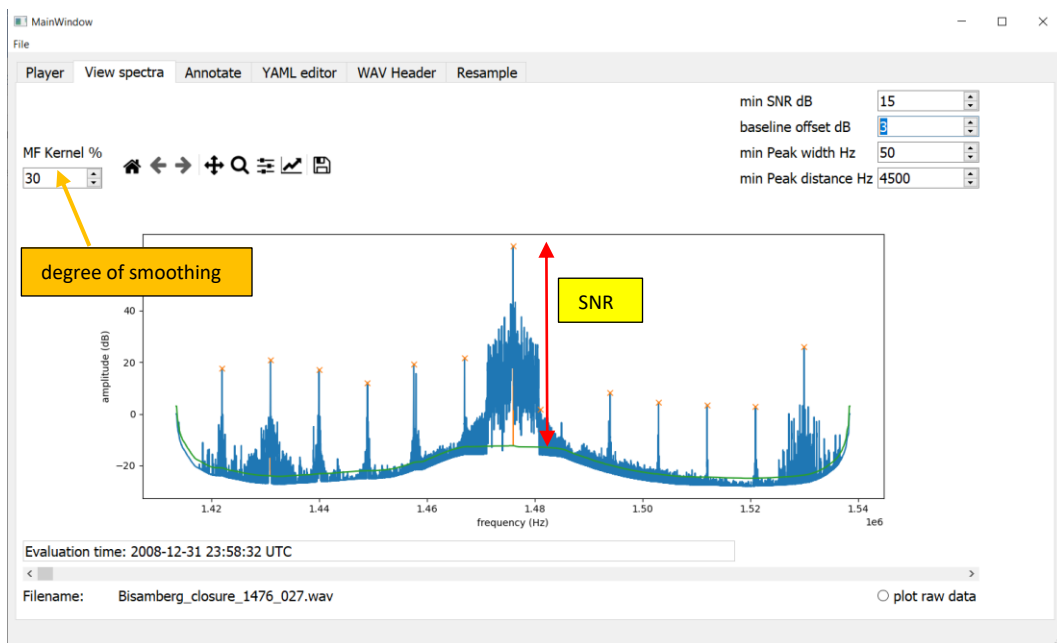 MainWindow
File
Player View spectra Annotate YAML editor WAV Header Resample
min SNR dB 15
baseline offset dB 3
MF Kernel %
min Peak width Hz 50
30
min Peak distance Hz 4500
degree of smoothing
SNR
40
20
0
−20
amplitude (dB)
1.42 1.44 1.46 1.48 1.50 1.52 1.54
frequency (Hz) 1e6
Evaluation time: 2008-12-31 23:58:32 UTC
Filename: Bisamberg_closure_1476_027.wav plot raw data